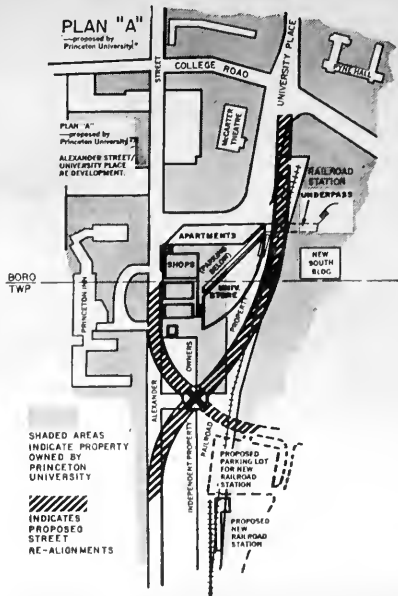 PLAN "A"
—proposed by
Princeton University"
PLAN "A"
—proposed by
Princeton University"
ALEXANDER STREET/
UNIVERSITY PLACE
RE DEVELOPMENT.
STREET
COLLEGE ROAD
UNIVERSITY PLACE
PYNE HALL
McCARTER
THEATRE
RAILROAD
STATION
UNDERPASS
APARTMENTS
SHOPS
(PARKING
BELOW)
UNIV.
STORE
NEW
SOUTH
BLDG
BORO
TWP
PRINCETON INN
PROPERTY
OWNERS
ALEXANDER
INDEPENDENT PROPERTY
RAILROAD
SHADED AREAS
INDICATE PROPERTY
OWNED BY
PRINCETON
UNIVERSITY
INDICATES
PROPOSED
STREET
RE-ALIGNMENTS
PROPOSED
PARKING LOT
FOR NEW
RAILROAD
STATION
PROPOSED
NEW
RAILROAD
STATION